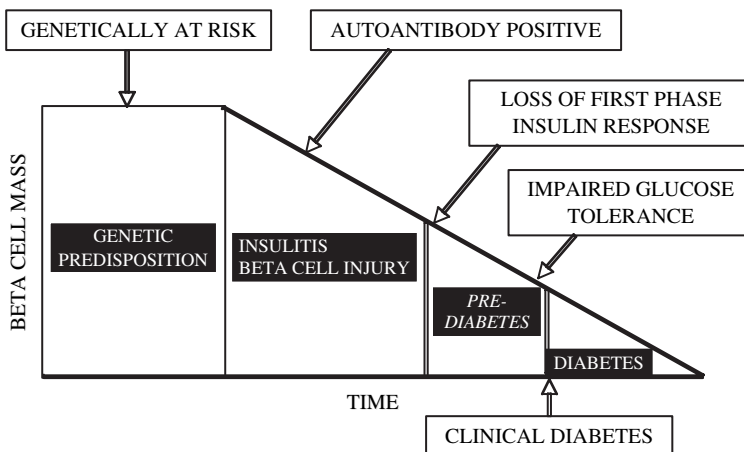 GENETICALLY AT RISK
AUTOANTIBODY POSITIVE
LOSS OF FIRST PHASE
INSULIN RESPONSE
IMPAIRED GLUCOSE
TOLERANCE
BETA CELL MASS
GENETIC
PREDISPOSITION
INSULITIS
BETA CELL INJURY
PRE-
DIABETES
DIABETES
TIME
CLINICAL DIABETES